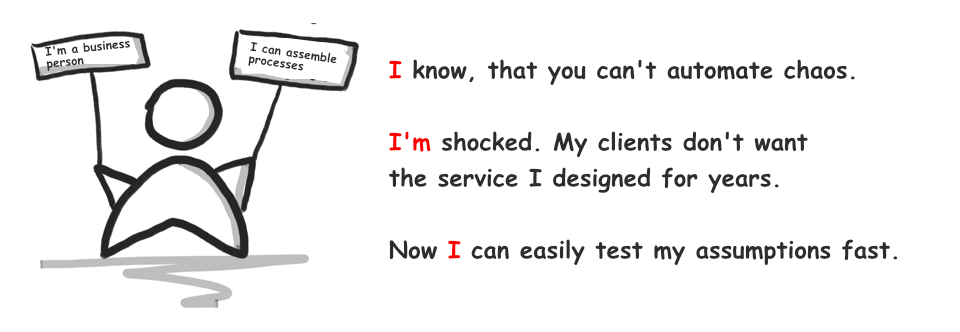 I'm a business
person
I can assemble
processes
I know, that you can't automate chaos.
I'm shocked. My clients don't want
the service I designed for years.
Now I can easily test my assumptions fast.